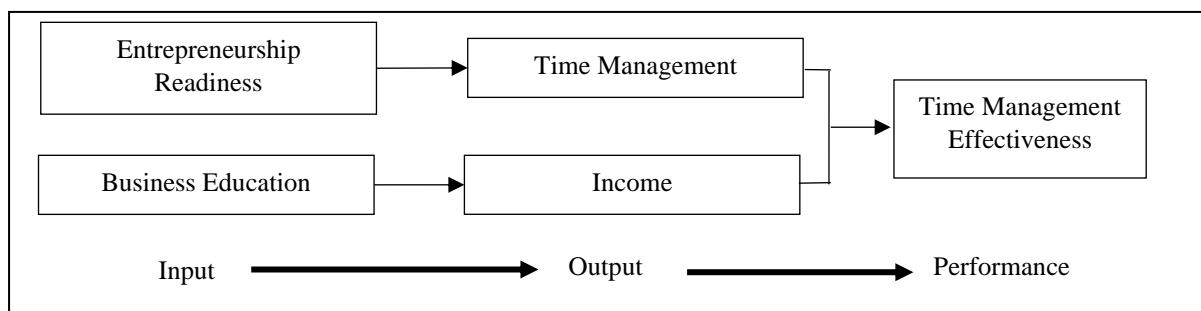 Entrepreneurship
Readiness
Time Management
Time Management
Effectiveness
Business Education
Income
Input
Output
Performance